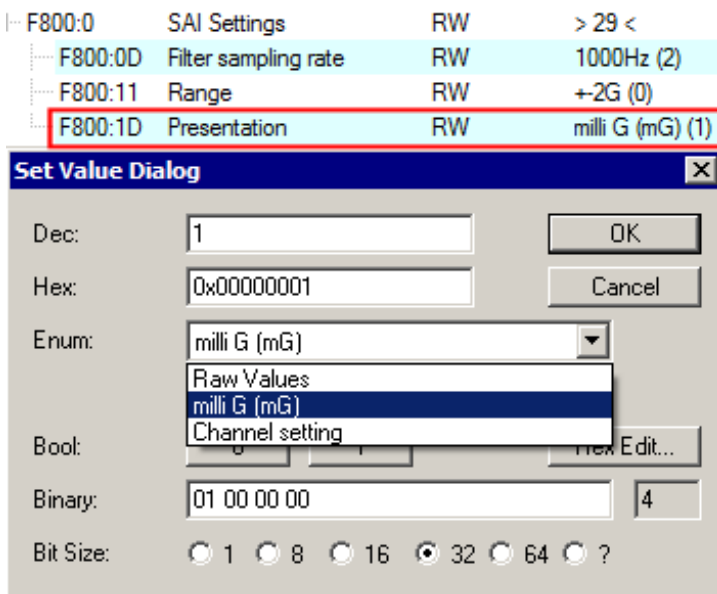 F800:0 SAI Settings RW > 29 <
F800:0D Filter sampling rate RW 1000Hz (2)
F800:11 Range RW +-2G (0)
F800:1D Presentation RW milli G (mG) (1)
Set Value Dialog
Dec: 1 OK
Hex: 0x00000001 Cancel
Enum: milli G (mG)
Raw Values
milli G (mG)
Channel setting
Bool: Hex Edit...
Binary: 01 00 00 00 4
Bit Size: 1 8 16 32 64 ?